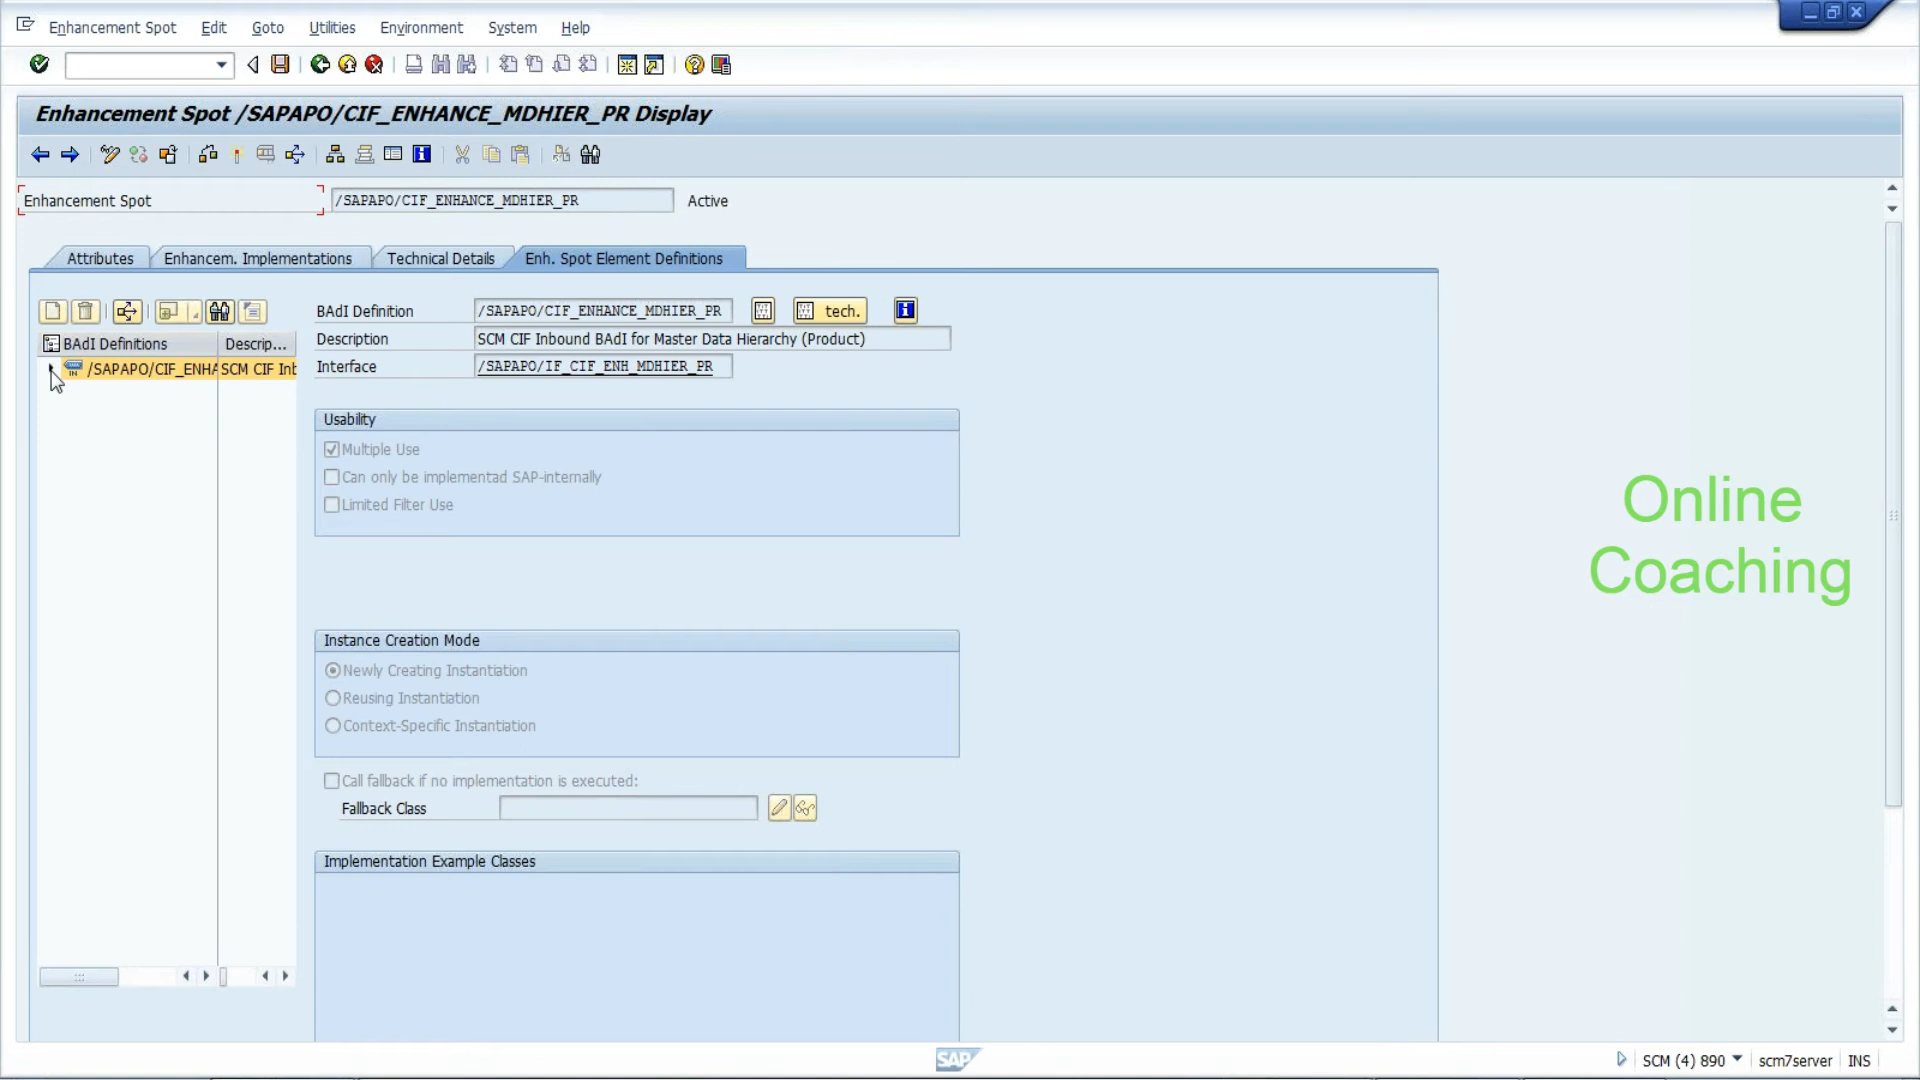 Enhancement Spot Edit Goto Utilities Environment System Help
Enhancement Spot /SAPAPO/CIF_ENHANCE_MDHIER_PR Display
Enhancement Spot /SAPAPO/CIF_ENHANCE_MDHIER_PR Active
Attributes Enhancem. Implementations Technical Details Enh. Spot Element Definitions
BAdI Definition /SAPAPO/CIF_ENHANCE_MDHIER_PR tech.
Description SCM CIF Inbound BAdI for Master Data Hierarchy (Product)
BAdI Definitions Descrip...
/SAPAPO/CIF_ENHA SCM CIF Inb
Interface /SAPAPO/IF_CIF_ENH_MDHIER_PR
Usability
Multiple Use
Can only be implementad SAP-internally
Limited Filter Use
Online
Coaching
Instance Creation Mode
Newly Creating Instantiation
Reusing Instantiation
Context-Specific Instantiation
Call fallback if no implementation is executed:
Fallback Class
Implementation Example Classes
SAP
SCM (4) 890 scm7server INS